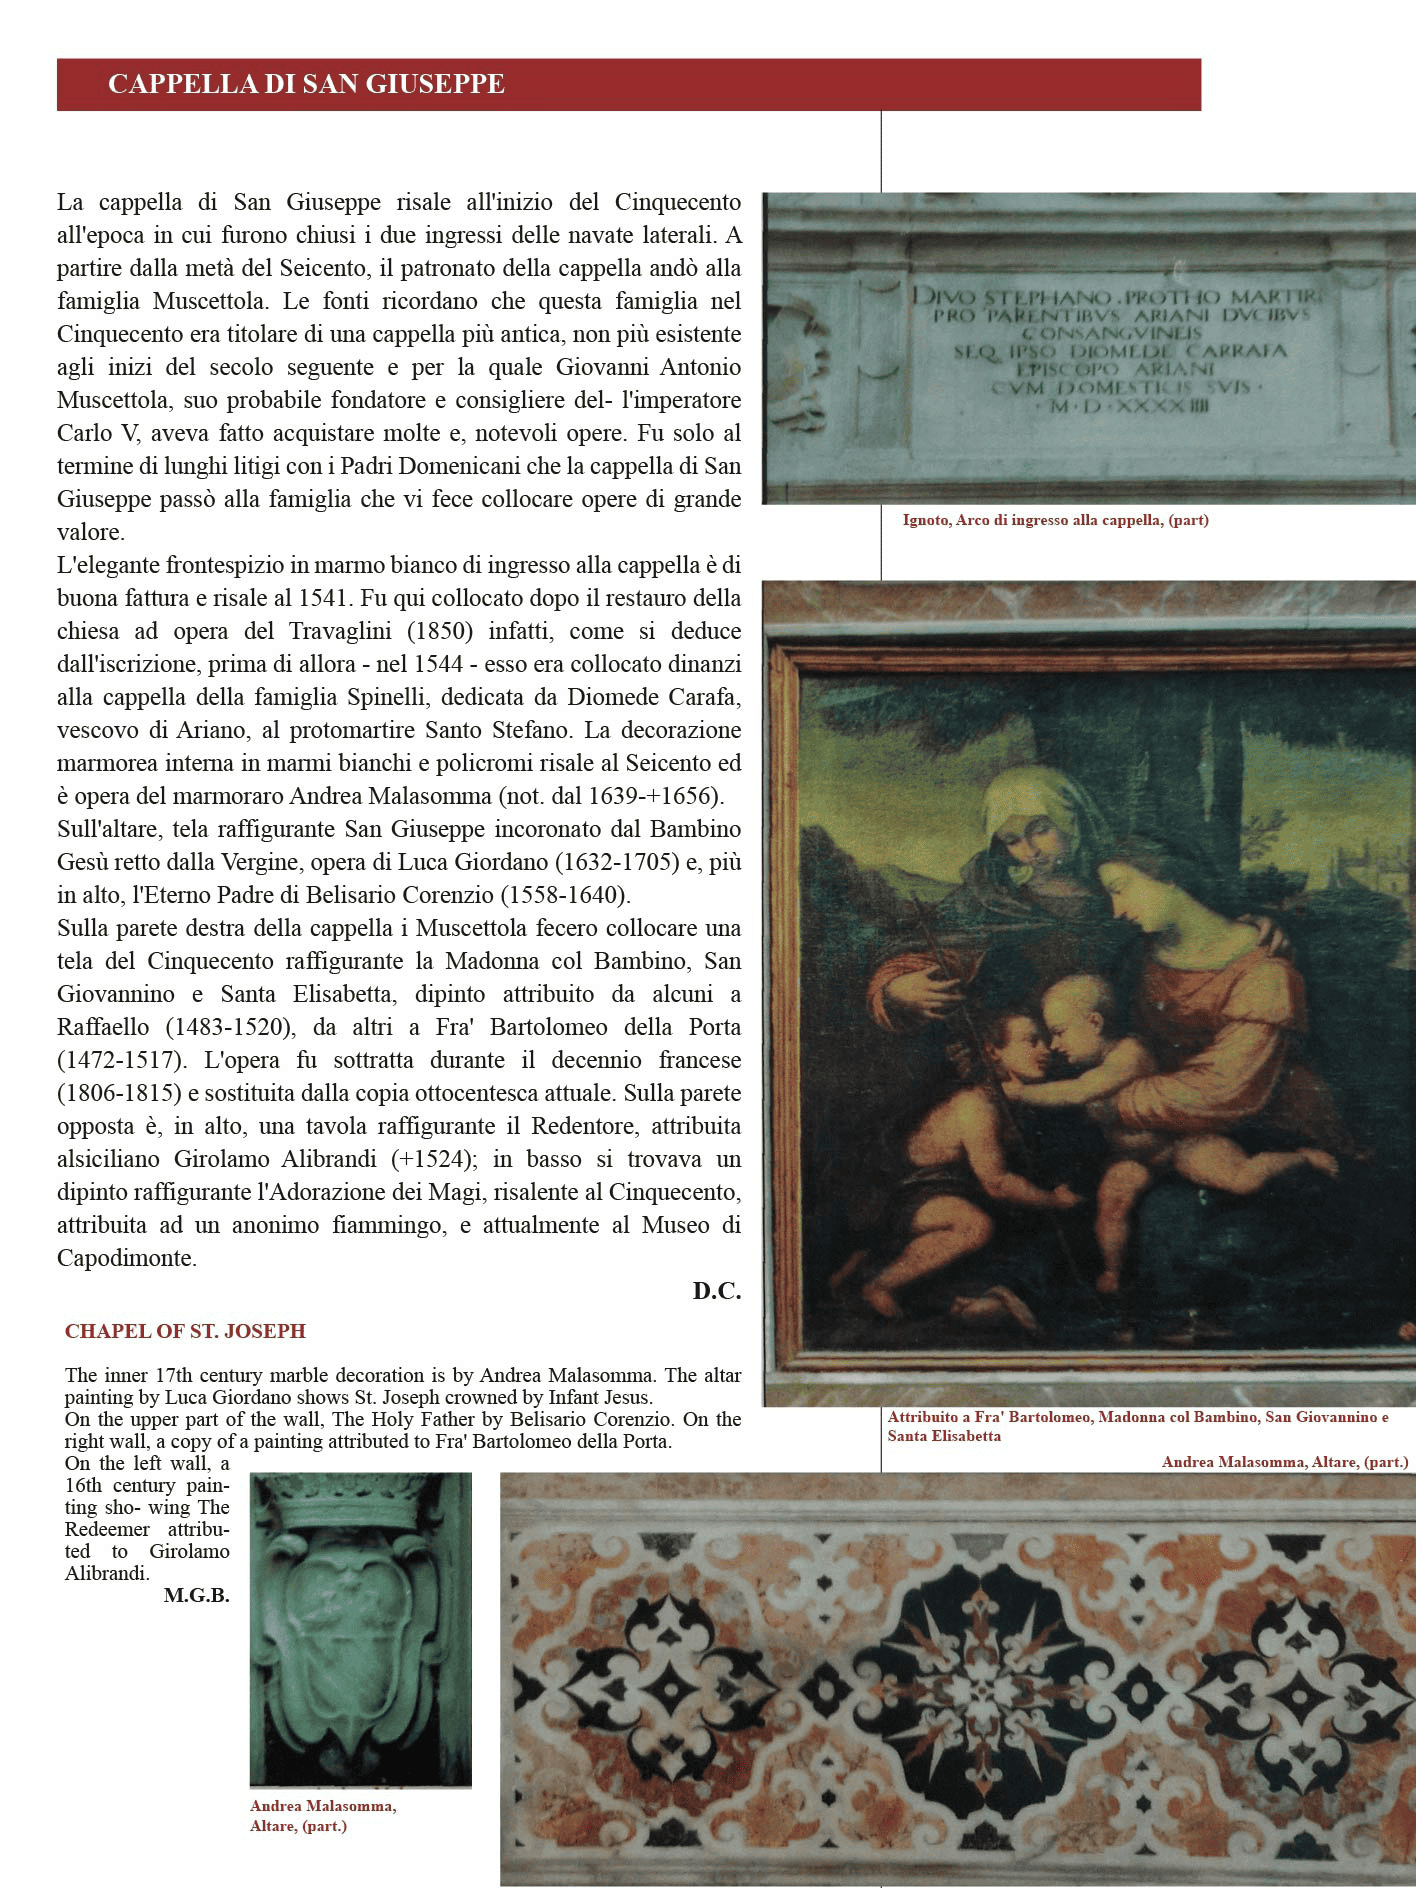 CAPPELLA DI SAN GIUSEPPE
La cappella di San Giuseppe risale all'inizio del Cinquecento
all'epoca in cui furono chiusi i due ingressi delle navate laterali. A
partire dalla metà del Seicento, il patronato della cappella andò alla
famiglia Muscettola. Le fonti ricordano che questa famiglia nel
Cinquecento era titolare di una cappella più antica, non più esistente
agli inizi del secolo seguente e per la quale Giovanni Antonio
Muscettola, suo probabile fondatore e consigliere del- l'imperatore
Carlo V, aveva fatto acquistare molte e, notevoli opere. Fu solo al
termine di lunghi litigi con i Padri Domenicani che la cappella di San
Giuseppe passò alla famiglia che vi fece collocare opere di grande
valore.
L'elegante frontespizio in marmo bianco di ingresso alla cappella è di
buona fattura e risale al 1541. Fu qui collocato dopo il restauro della
chiesa ad opera del Travaglini (1850) infatti, come si deduce
dall'iscrizione, prima di allora - nel 1544 - esso era collocato dinanzi
alla cappella della famiglia Spinelli, dedicata da Diomede Carafa,
vescovo di Ariano, al protomartire Santo Stefano. La decorazione
marmorea interna in marmi bianchi e policromi risale al Seicento ed
è opera del marmoraro Andrea Malasomma (not. dal 1639-+1656).
Sull'altare, tela raffigurante San Giuseppe incoronato dal Bambino
Gesù retto dalla Vergine, opera di Luca Giordano (1632-1705) e, più
in alto, l'Eterno Padre di Belisario Corenzio (1558-1640).
Sulla parete destra della cappella i Muscettola fecero collocare una
tela del Cinquecento raffigurante la Madonna col Bambino, San
Giovannino e Santa Elisabetta, dipinto attribuito da alcuni a
Raffaello (1483-1520), da altri a Fra' Bartolomeo della Porta
(1472-1517). L'opera fu sottratta durante il decennio francese
(1806-1815) e sostituita dalla copia ottocentesca attuale. Sulla parete
opposta è, in alto, una tavola raffigurante il Redentore, attribuita
alsiciliano Girolamo Alibrandi (+1524); in basso si trovava un
dipinto raffigurante l'Adorazione dei Magi, risalente al Cinquecento,
attribuita ad un anonimo fiammingo, e attualmente al Museo di
Capodimonte.
D.C.
CHAPEL OF ST. JOSEPH
The inner 17th century marble decoration is by Andrea Malasomma. The altar
painting by Luca Giordano shows St. Joseph crowned by Infant Jesus.
On the upper part of the wall, The Holy Father by Belisario Corenzio. On the
right wall, a copy of a painting attributed to Fra' Bartolomeo della Porta.
On the left wall, a
16th century pain-
ting sho- wing The
Redeemer attribu-
ted to Girolamo
Alibrandi.
M.G.B.
DIVO STEPHANO . PROTHO MARTIRI
PRO PARENTIBVS ARIANI DVCIBVS
CONSANGVINEIS
SEQ IPSO DIOMEDE CARRAFA
EPISCOPO ARIANI
CVM DOMESTICIS SVIS ·
· M · D · XXXXIIII
Ignoto, Arco di ingresso alla cappella, (part)
Attribuito a Fra' Bartolomeo, Madonna col Bambino, San Giovannino e
Santa Elisabetta
Andrea Malasomma, Altare, (part.)
Andrea Malasomma,
Altare, (part.)